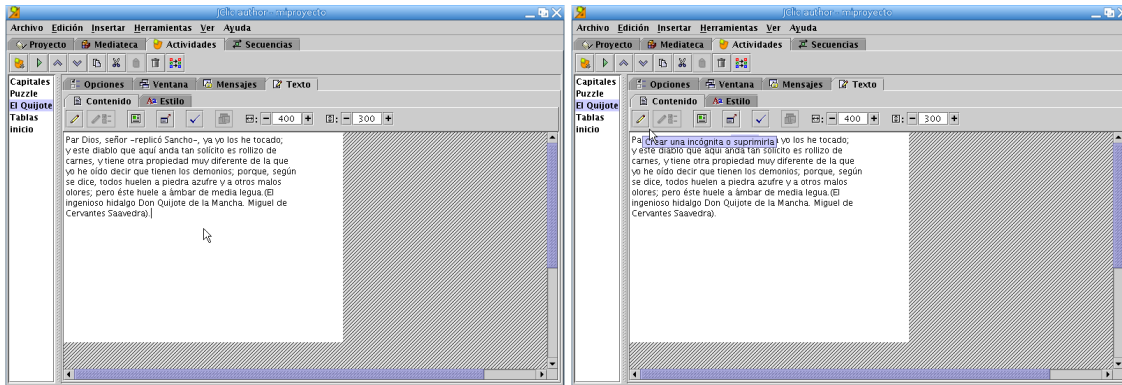 JClic author - miproyecto
Archivo Edición Insertar Herramientas Ver Ayuda
Proyecto Mediateca Actividades Secuencias
Capitales
Puzzle
El Quijote
Tablas
inicio
Opciones Ventana Mensajes Texto
Contenido Estilo
400 300
Par Dios, señor –replicó Sancho–, ya yo los he tocado;
y este diablo que aquí anda tan solícito es rollizo de
carnes, y tiene otra propiedad muy diferente de la que
yo he oído decir que tienen los demonios; porque, según
se dice, todos huelen a piedra azufre y a otros malos
olores; pero éste huele a ámbar de media legua.(El
ingenioso hidalgo Don Quijote de la Mancha. Miguel de
Cervantes Saavedra).
JClic author - miproyecto
Archivo Edición Insertar Herramientas Ver Ayuda
Proyecto Mediateca Actividades Secuencias
Capitales
Puzzle
El Quijote
Tablas
inicio
Opciones Ventana Mensajes Texto
Contenido Estilo
400 300
Crear una incógnita o suprimirla
Pa yo los he tocado;
y este diablo que aquí anda tan solícito es rollizo de
carnes, y tiene otra propiedad muy diferente de la que
yo he oído decir que tienen los demonios; porque, según
se dice, todos huelen a piedra azufre y a otros malos
olores; pero éste huele a ámbar de media legua.(El
ingenioso hidalgo Don Quijote de la Mancha. Miguel de
Cervantes Saavedra).